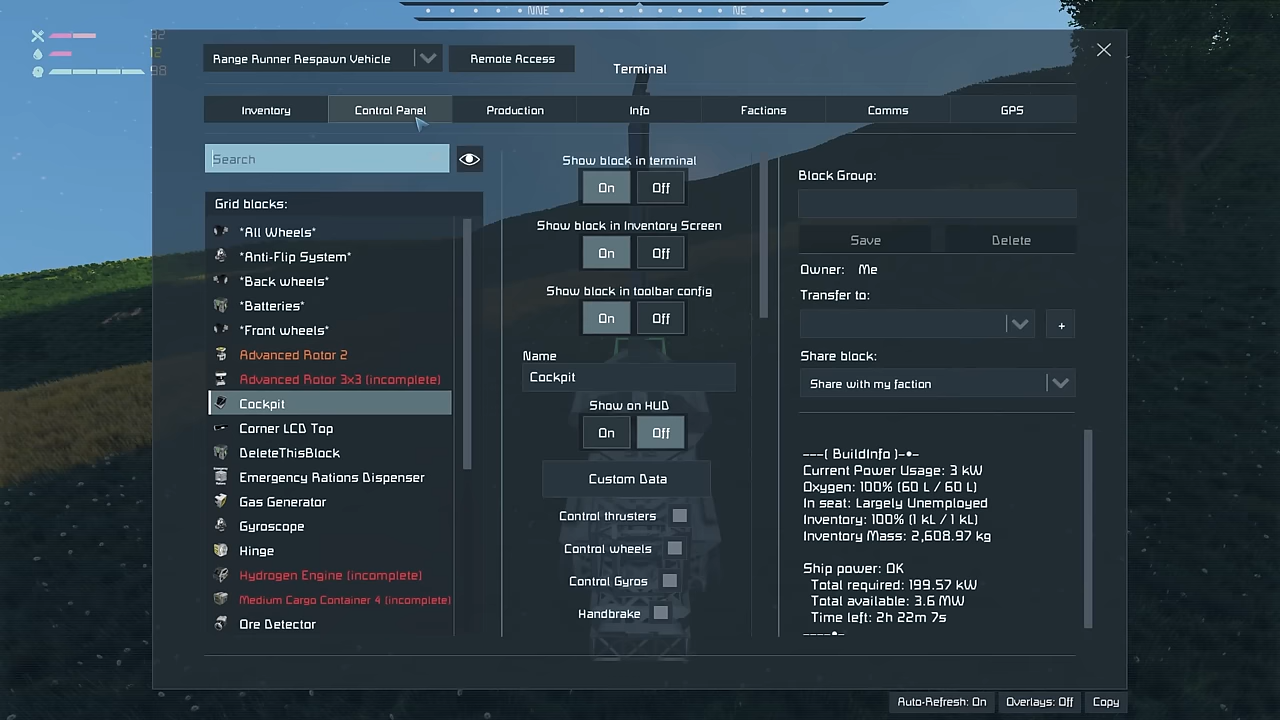 NNE NE
32
12
98
Range Runner Respawn Vehicle
Remote Access
Terminal
Inventory
Control Panel
Production
Info
Factions
Comms
GPS
Search
Grid blocks:
*All Wheels*
*Anti-Flip System*
*Back wheels*
*Batteries*
*Front wheels*
Advanced Rotor 2
Advanced Rotor 3x3 (incomplete)
Cockpit
Corner LCD Top
DeleteThisBlock
Emergency Rations Dispenser
Gas Generator
Gyroscope
Hinge
Hydrogen Engine (incomplete)
Medium Cargo Container 4 (incomplete)
Ore Detector
Show block in terminal
On Off
Show block in Inventory Screen
On Off
Show block in toolbar config
On Off
Name
Cockpit
Show on HUD
On Off
Custom Data
Control thrusters
Control wheels
Control Gyros
Handbrake
Block Group:
Save Delete
Owner: Me
Transfer to:
+
Share block:
Share with my faction
---( BuildInfo )-•-
Current Power Usage: 3 kW
Oxygen: 100% (60 L / 60 L)
In seat: Largely Unemployed
Inventory: 100% (1 kL / 1 kL)
Inventory Mass: 2,608.97 kg
Ship power: OK
Total required: 199.57 kW
Total available: 3.6 MW
Time left: 2h 22m 7s
----•-
Auto-Refresh: On
Overlays: Off
Copy